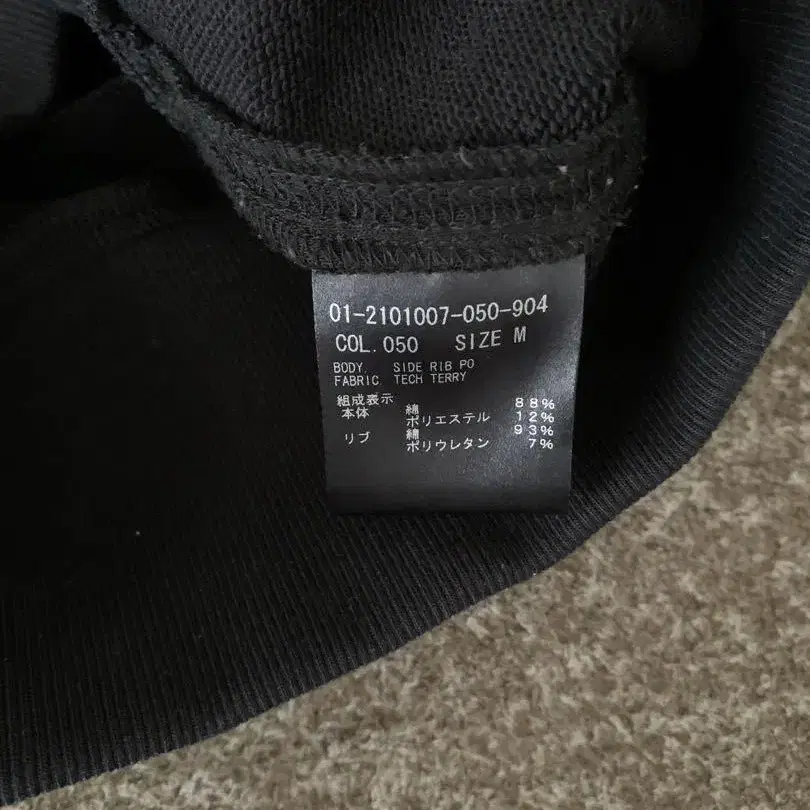 01-2101007-050-904
COL.050 SIZE M
BODY. SIDE RIB PO
FABRIC. TECH TERRY
組成表示
本体 綿 88%
ポリエステル 12%
リブ 綿 93%
ポリウレタン 7%